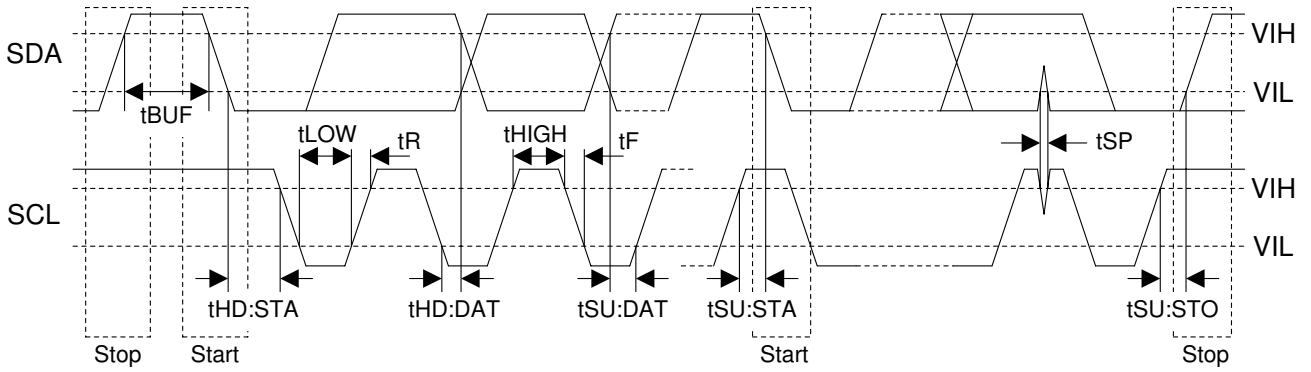 SDA
VIH
VIL
tBUF
tLOW
tR
tHIGH
tF
tSP
SCL
VIH
VIL
tHD:STA
tHD:DAT
tSU:DAT
tSU:STA
tSU:STO
Stop
Start
Start
Stop